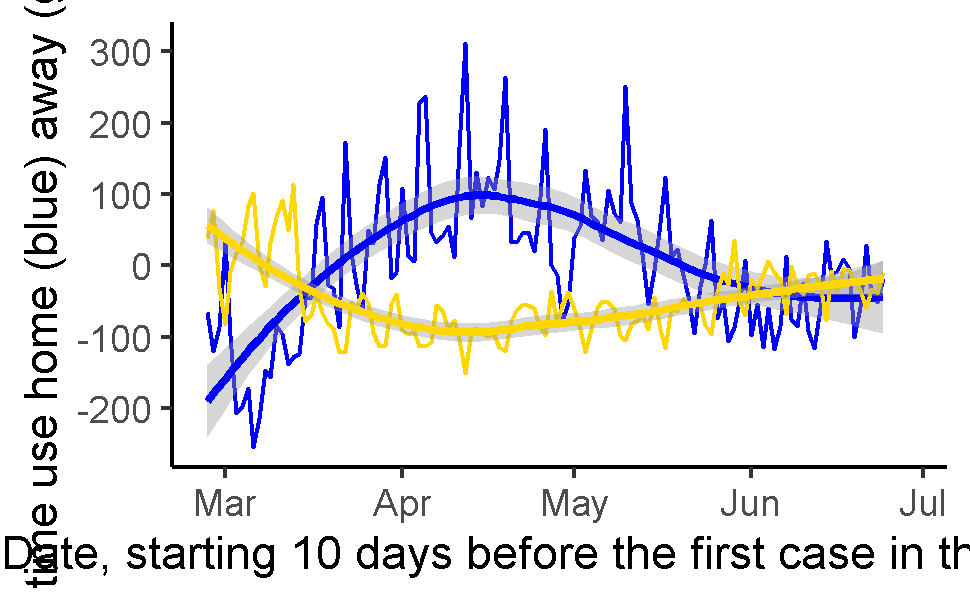 time use home (blue) away (
300
200
100
0
-100
-200
Mar Apr May Jun Jul
Date, starting 10 days before the first case in th